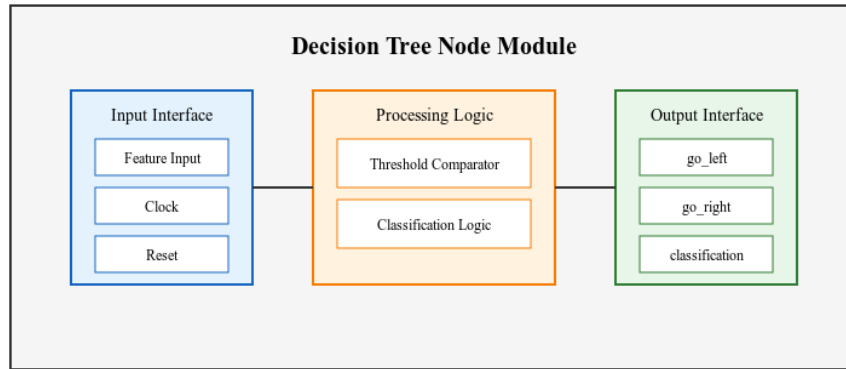 Decision Tree Node Module
Input Interface
Feature Input
Clock
Reset
Processing Logic
Threshold Comparator
Classification Logic
Output Interface
go_left
go_right
classification